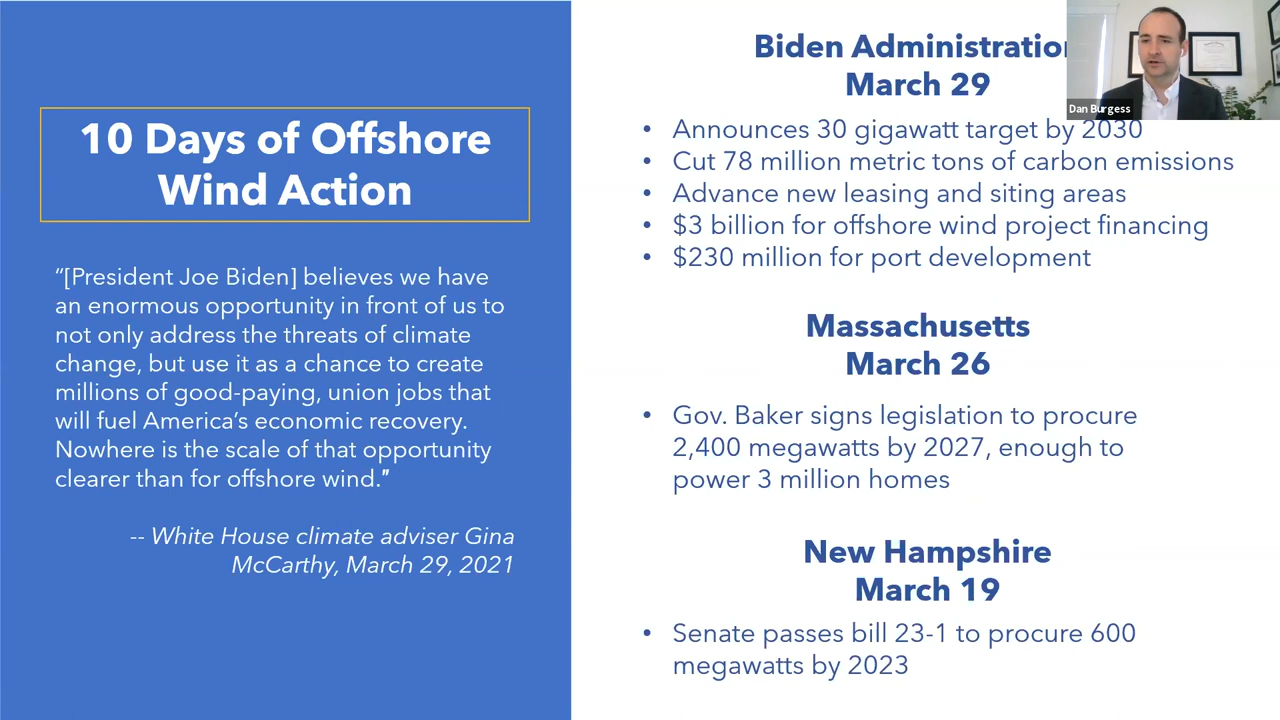 10 Days of Offshore
Wind Action
“[President Joe Biden] believes we have
an enormous opportunity in front of us to
not only address the threats of climate
change, but use it as a chance to create
millions of good-paying, union jobs that
will fuel America’s economic recovery.
Nowhere is the scale of that opportunity
clearer than for offshore wind.”
-- White House climate adviser Gina
McCarthy, March 29, 2021
Biden Administration
March 29
• Announces 30 gigawatt target by 2030
• Cut 78 million metric tons of carbon emissions
• Advance new leasing and siting areas
• $3 billion for offshore wind project financing
• $230 million for port development
Massachusetts
March 26
• Gov. Baker signs legislation to procure
2,400 megawatts by 2027, enough to
power 3 million homes
New Hampshire
March 19
• Senate passes bill 23-1 to procure 600
megawatts by 2023
Dan Burgess